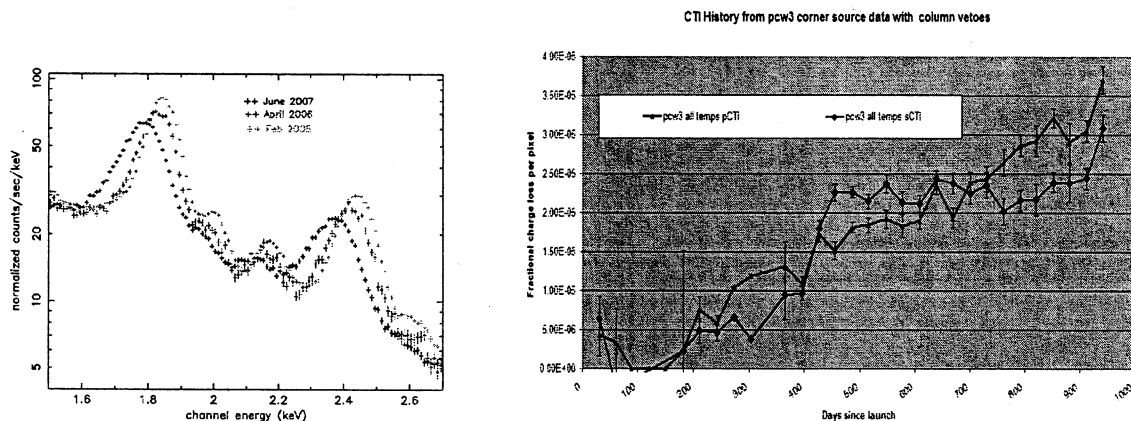 CTI History from pcw3 corner source data with column vetoes
100
50
20
10
5
normalized counts/sec/keV
June 2007
April 2006
Feb 2005
1.6
1.8
2
2.2
2.4
2.6
channel energy (keV)
4.00E-05
3.50E-05
3.00E-05
2.50E-05
2.00E-05
1.50E-05
1.00E-05
5.00E-06
0.00E+00
Fractional charge loss per pixel
pcw3 all temps pCTI
pcw3 all temps sCTI
0
100
200
300
400
500
600
700
800
900
1000
Days since launch